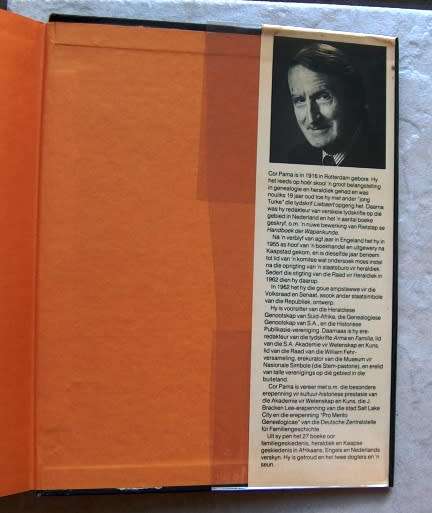 Cor Pama is in 1916 in Rotterdam gebore. Hy
het reeds op hoër skool 'n groot belangstelling
in genealogie en heraldiek gehad en was
nouliks 19 jaar oud toe hy met ander "jong
Turke" die tydskrif Liebaert opgerig het. Daarna
was hy redakteur van verskeie tydskrifte op dié
gebied in Nederland en het 'n aantal boeke
geskryf, o.m. 'n nuwe bewerking van Rietstap se
Handboek der Wapenkunde.
Na 'n verblyf van agt jaar in Engeland het hy in
1955 as hoof van 'n boekhandel en uitgewery na
Kaapstad gekom, en is dieselfde jaar benoem
tot lid van 'n komitee wat ondersoek moes instel
na die oprigting van 'n staatsburo vir heraldiek.
Sedert die stigting van die Raad vir Heraldiek in
1962 dien hy daarop.
In 1962 het hy die goue ampstawwe vir die
Volksraad en Senaat, asook ander staatsimbole
van die Republiek, ontwerp.
Hy is voorsitter van die Heraldiese
Genootskap van Suid-Afrika, die Genealogiese
Genootskap van S.A., en die Historiese
Publikasie-vereniging. Daarnaas is hy ere-
redakteur van die tydskrifte Arma en Familia, lid
van die S.A. Akademie vir Wetenskap en Kuns,
lid van die Raad van die William Fehr-
versameling, erekurator van die Museum vir
Nasionale Simbole (die Stem-pastorie), en erelid
van talle verenigings op dié gebied in die
buiteland.
Cor Pama is vereer met o.m. die besondere
erepenning vir kultuur-historiese prestasie van
die Akademie vir Wetenskap en Kuns, die J.
Bracken Lee-erepenning van die stad Salt Lake
City en die erepenning "Pro Merito
Genealogicae" van die Deutsche Zentralstelle
für Familiengeschichte.
Uit sy pen het 27 boeke oor
familiegeskiedenis, heraldiek en Kaapse
geskiedenis in Afrikaans, Engels en Nederlands
verskyn. Hy is getroud en het twee dogters en 'n
seun.